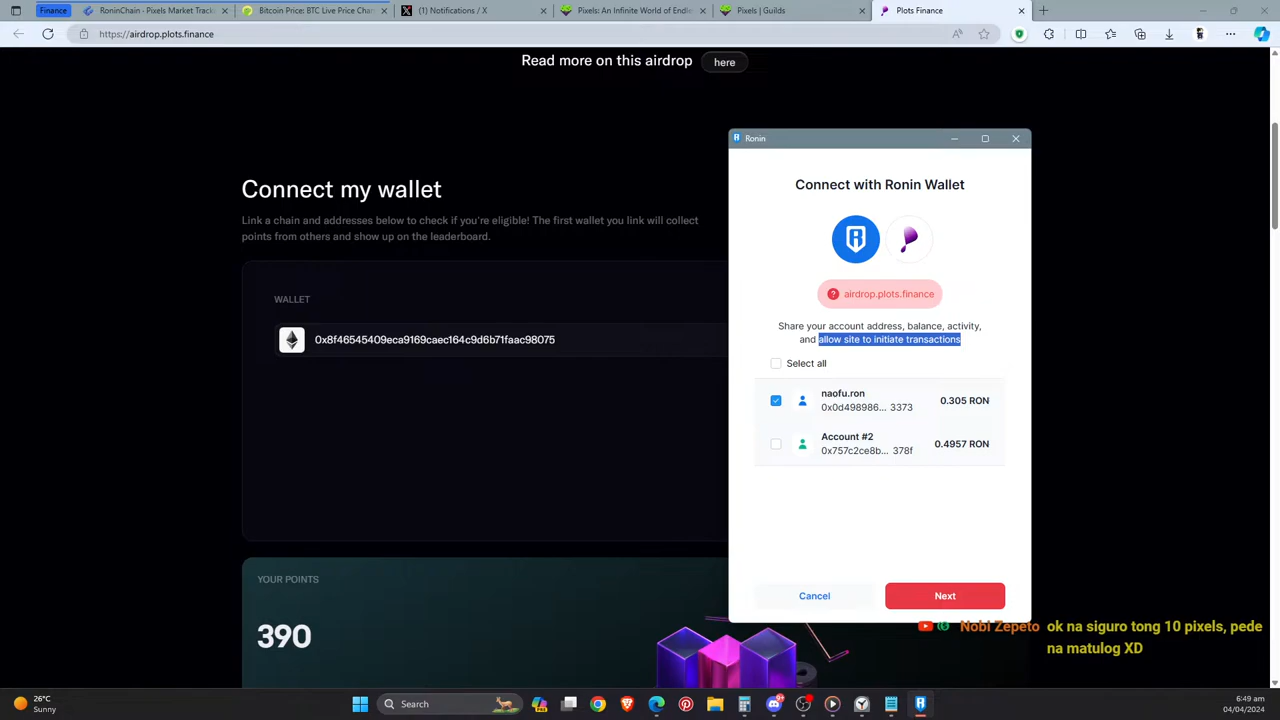 Finance
RoninChain - Pixels Market Track
Bitcoin Price: BTC Live Price Char
(1) Notifications / X
Pixels: An Infinite World of Endle
Pixels | Guilds
Plots Finance
https://airdrop.plots.finance
Read more on this airdrop here
Connect my wallet
Link a chain and addresses below to check if you're eligible! The first wallet you link will collect
points from others and show up on the leaderboard.
WALLET
0x8f46545409eca9169caec164c9d6b71faac98075
YOUR POINTS
390
Ronin
Connect with Ronin Wallet
airdrop.plots.finance
Share your account address, balance, activity,
and allow site to initiate transactions
Select all
naofu.ron
0x0d498986... 3373
0.305 RON
Account #2
0x757c2ce8b... 378f
0.4957 RON
Cancel
Next
Nobi Zepeto ok na siguro tong 10 pixels, pede
na matulog XD
26°C
Sunny
Search
5:49 am
04/04/2024